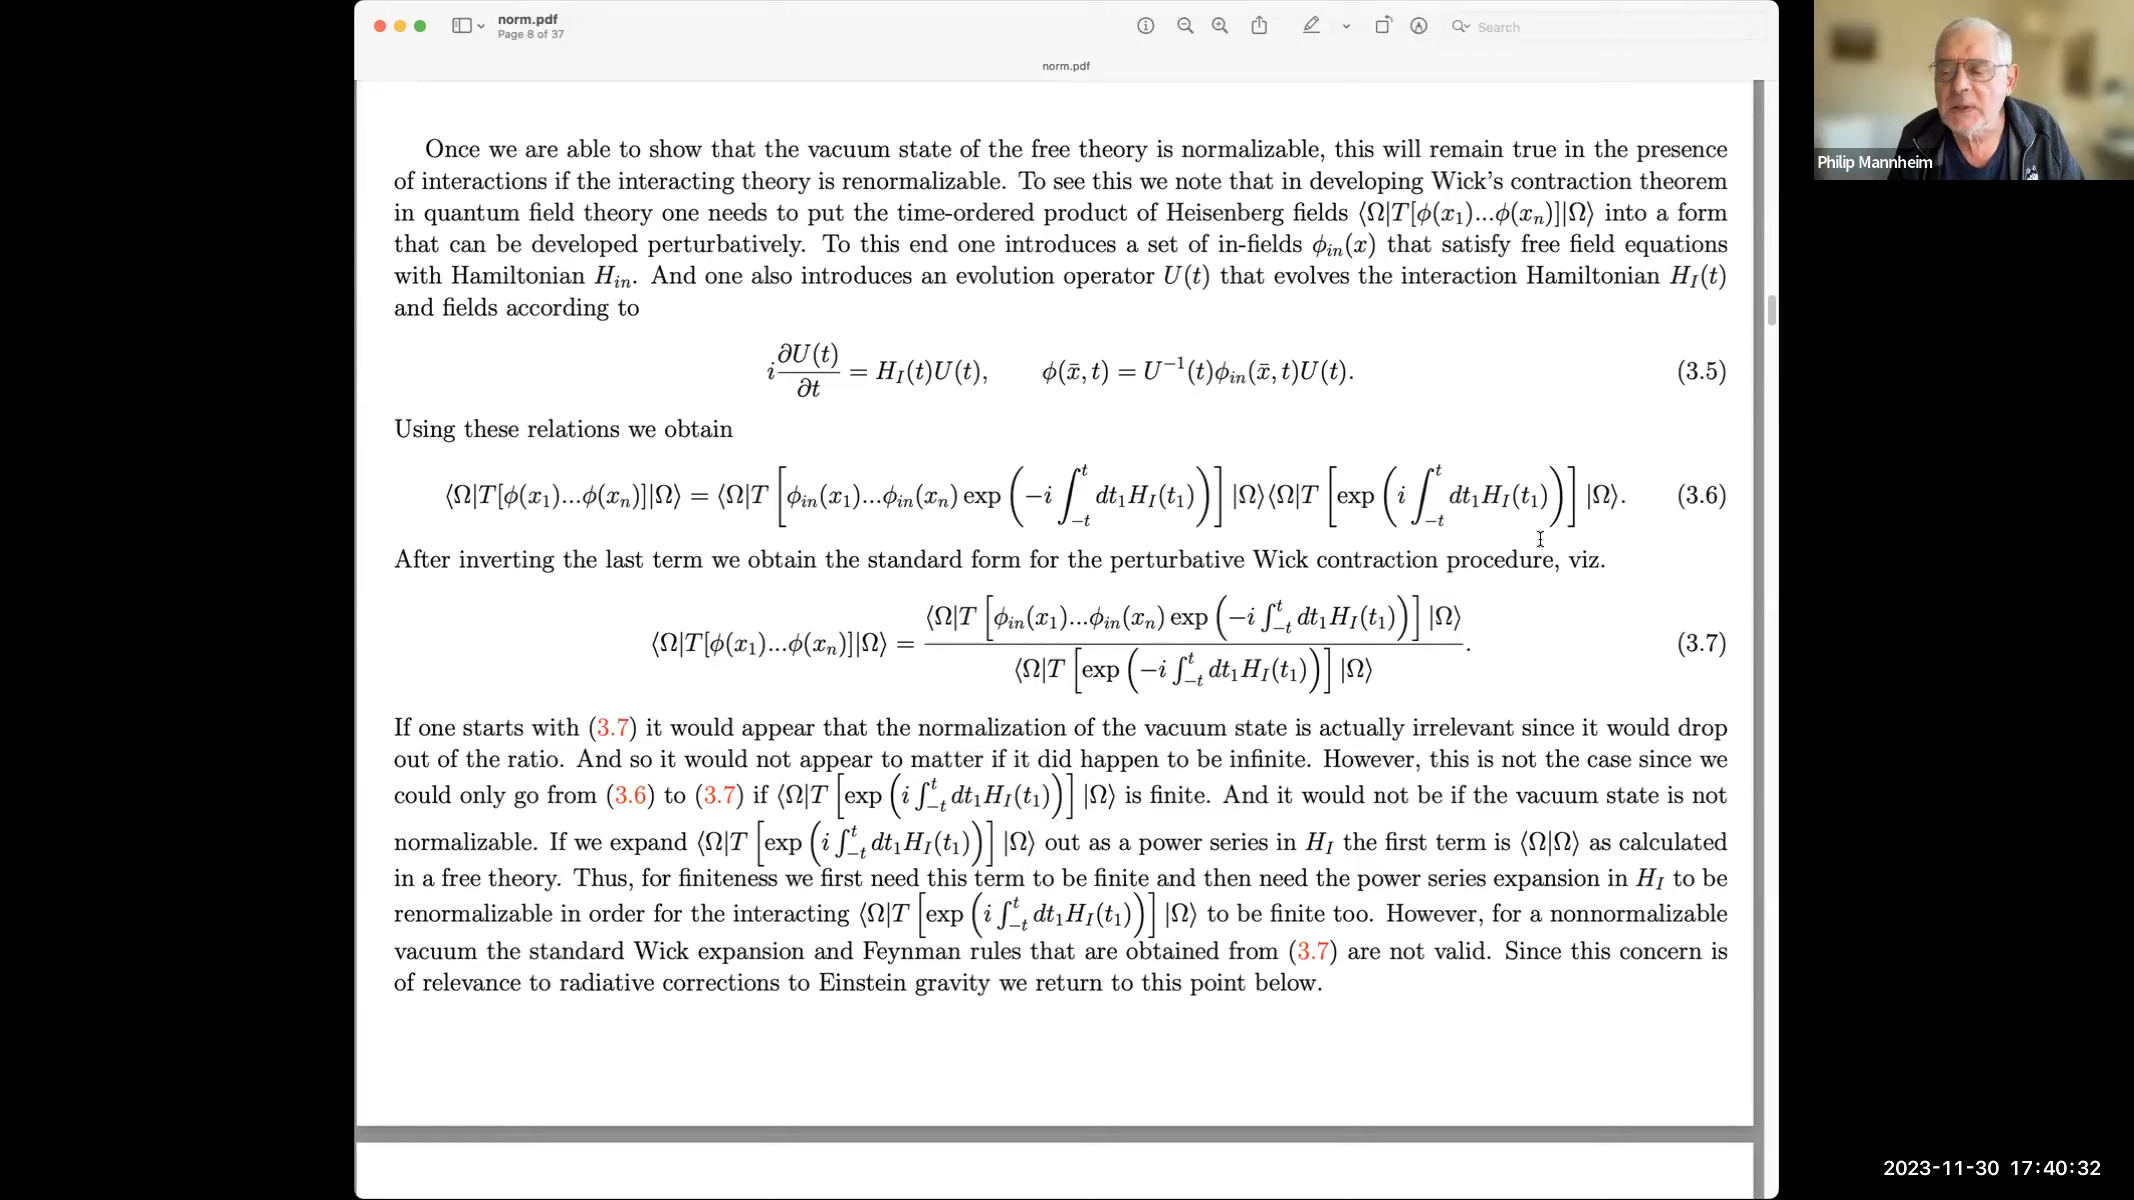 norm.pdf
Page 8 of 37
Search
norm.pdf
Philip Mannheim
Once we are able to show that the vacuum state of the free theory is normalizable, this will remain true in the presence
of interactions if the interacting theory is renormalizable. To see this we note that in developing Wick's contraction theorem
in quantum field theory one needs to put the time-ordered product of Heisenberg fields ⟨Ω|T[ϕ(x₁)...ϕ(xₙ)]|Ω⟩ into a form
that can be developed perturbatively. To this end one introduces a set of in-fields ϕ_{in}(x) that satisfy free field equations
with Hamiltonian H_{in}. And one also introduces an evolution operator U(t) that evolves the interaction Hamiltonian H_I(t)
and fields according to
i ∂U(t)/∂t = H_I(t)U(t), ϕ(x̄, t) = U⁻¹(t)ϕ_{in}(x̄, t)U(t). (3.5)
Using these relations we obtain
⟨Ω|T[ϕ(x₁)...ϕ(xₙ)]|Ω⟩ = ⟨Ω|T [ϕ_{in}(x₁)...ϕ_{in}(xₙ) exp (−i ∫_{−t}^{t} dt₁H_I(t₁))] |Ω⟩⟨Ω|T [exp (i ∫_{−t}^{t} dt₁H_I(t₁))] |Ω⟩. (3.6)
After inverting the last term we obtain the standard form for the perturbative Wick contraction procedure, viz.
⟨Ω|T[ϕ(x₁)...ϕ(xₙ)]|Ω⟩ = ⟨Ω|T [ϕ_{in}(x₁)...ϕ_{in}(xₙ) exp (−i ∫_{−t}^{t} dt₁H_I(t₁))] |Ω⟩ / ⟨Ω|T [exp (−i ∫_{−t}^{t} dt₁H_I(t₁))] |Ω⟩. (3.7)
If one starts with (3.7) it would appear that the normalization of the vacuum state is actually irrelevant since it would drop
out of the ratio. And so it would not appear to matter if it did happen to be infinite. However, this is not the case since we
could only go from (3.6) to (3.7) if ⟨Ω|T [exp (i ∫_{−t}^{t} dt₁H_I(t₁))] |Ω⟩ is finite. And it would not be if the vacuum state is not
normalizable. If we expand ⟨Ω|T [exp (i ∫_{−t}^{t} dt₁H_I(t₁))] |Ω⟩ out as a power series in H_I the first term is ⟨Ω|Ω⟩ as calculated
in a free theory. Thus, for finiteness we first need this term to be finite and then need the power series expansion in H_I to be
renormalizable in order for the interacting ⟨Ω|T [exp (i ∫_{−t}^{t} dt₁H_I(t₁))] |Ω⟩ to be finite too. However, for a nonnormalizable
vacuum the standard Wick expansion and Feynman rules that are obtained from (3.7) are not valid. Since this concern is
of relevance to radiative corrections to Einstein gravity we return to this point below.
2023-11-30 17:40:32